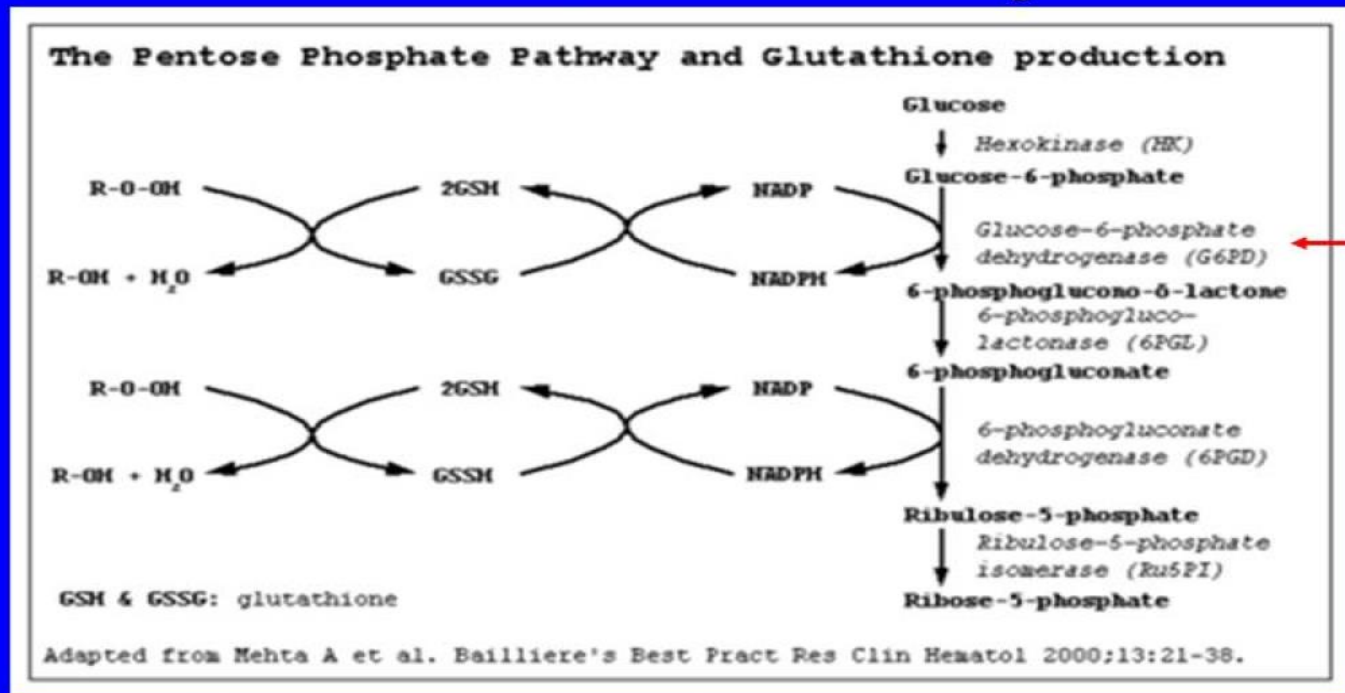 The Pentose Phosphate Pathway and Glutathione production
Glucose
Hexokinase (HK)
Glucose-6-phosphate
R-O-OH 2GSH NADP
Glucose-6-phosphate
dehydrogenase (G6PD)
R-OH + H2O GSSG NADPH
6-phosphoglucono-δ-lactone
6-phosphogluco-
lactonase (6PGL)
6-phosphogluconate
R-O-OH 2GSH NADP
6-phosphogluconate
dehydrogenase (6PGD)
R-OH + H2O GSSH NADPH
Ribulose-5-phosphate
Ribulose-5-phosphate
isomerase (Ru5PI)
GSH & GSSG: glutathione
Ribose-5-phosphate
Adapted from Mehta A et al. Bailliere's Best Pract Res Clin Hematol 2000;13:21-38.